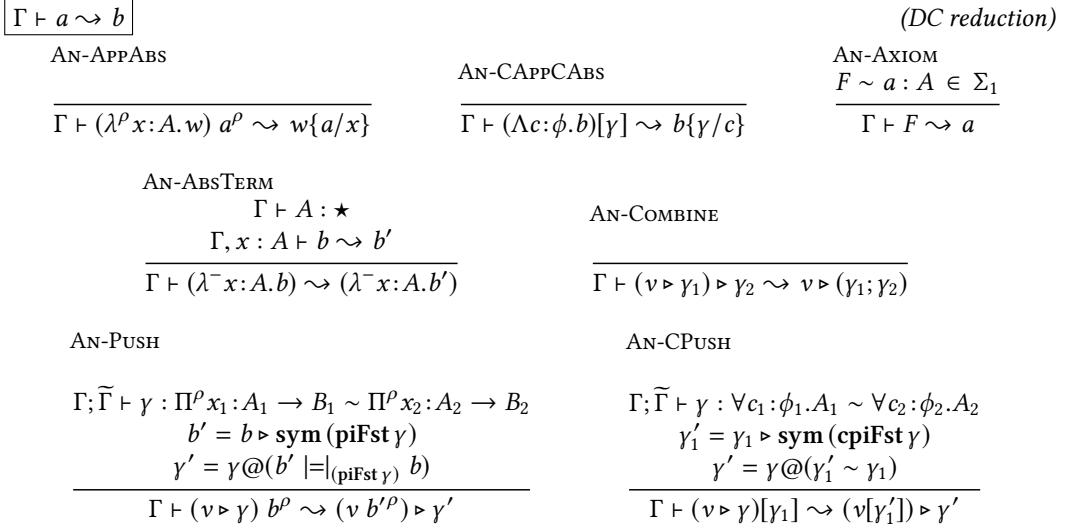 Γ ⊢ a ⇝ b (DC reduction)
An-AppAbs
Γ ⊢ (λ^ρ x:A.w) a^ρ ⇝ w{a/x}
An-CAppCAbs
Γ ⊢ (Λc:ϕ.b)[γ] ⇝ b{γ/c}
An-Axiom
F ∼ a : A ∈ Σ₁
Γ ⊢ F ⇝ a
An-AbsTerm
Γ ⊢ A : ★
Γ, x : A ⊢ b ⇝ b′
Γ ⊢ (λ⁻x:A.b) ⇝ (λ⁻x:A.b′)
An-Combine
Γ ⊢ (ν ▹ γ₁) ▹ γ₂ ⇝ ν ▹ (γ₁; γ₂)
An-Push
Γ; Γ̃ ⊢ γ : Π^ρ x₁:A₁ → B₁ ∼ Π^ρ x₂:A₂ → B₂
b′ = b ▹ sym (piFst γ)
γ′ = γ@(b′ |=|_(piFst γ) b)
Γ ⊢ (ν ▹ γ) b^ρ ⇝ (ν b′^ρ) ▹ γ′
An-CPush
Γ; Γ̃ ⊢ γ : ∀c₁:ϕ₁.A₁ ∼ ∀c₂:ϕ₂.A₂
γ₁′ = γ₁ ▹ sym (cpiFst γ)
γ′ = γ@(γ₁′ ∼ γ₁)
Γ ⊢ (ν ▹ γ)[γ₁] ⇝ (ν[γ₁′]) ▹ γ′